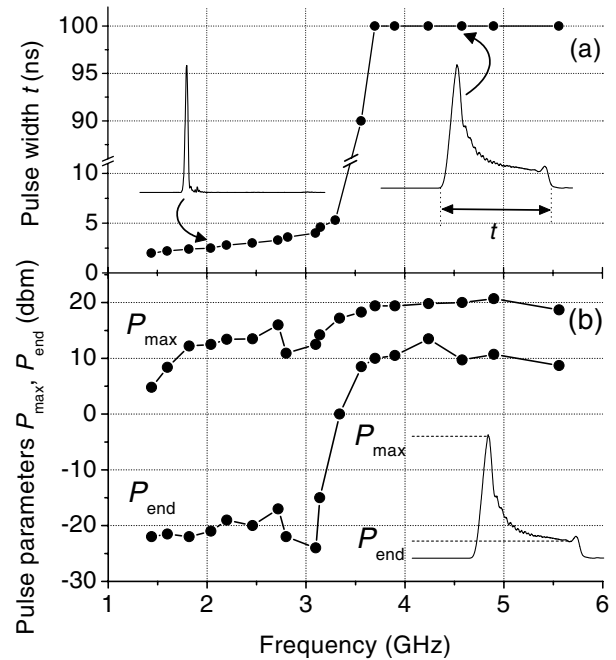 100
95
90
10
5
0
Pulse width t (ns)
(a)
t
20
10
0
-10
-20
-30
Pulse parameters Pmax, Pend (dbm)
(b)
Pmax
Pend
Pmax
Pend
1 2 3 4 5 6
Frequency (GHz)